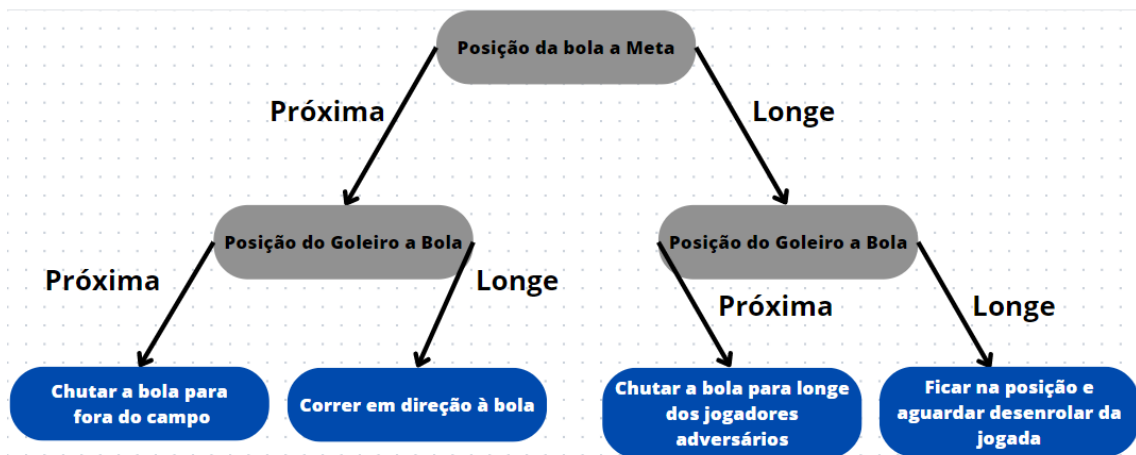 Posição da bola a Meta
Próxima
Longe
Posição do Goleiro a Bola
Posição do Goleiro a Bola
Próxima
Longe
Próxima
Longe
Chutar a bola para
fora do campo
Correr em direção à bola
Chutar a bola para longe
dos jogadores
adversários
Ficar na posição e
aguardar desenrolar da
jogada